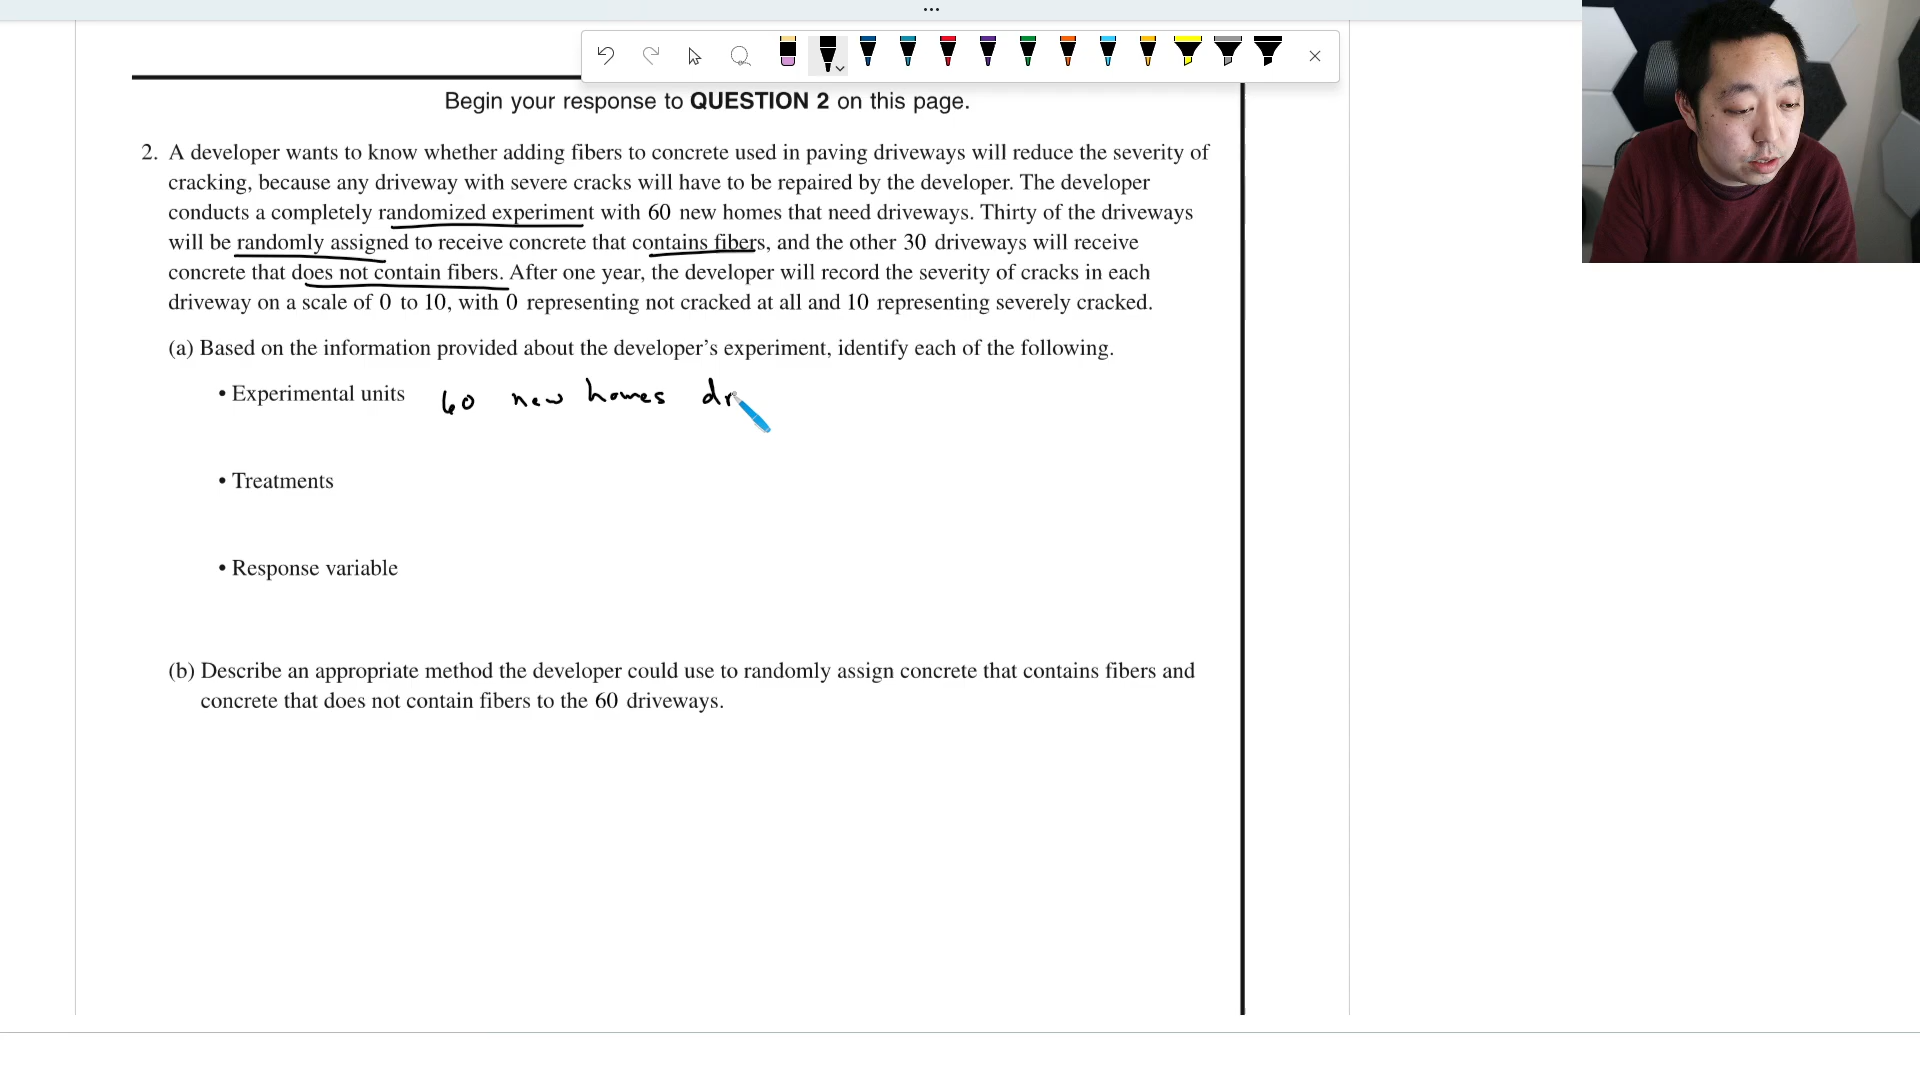 Begin your response to QUESTION 2 on this page.
2. A developer wants to know whether adding fibers to concrete used in paving driveways will reduce the severity of
cracking, because any driveway with severe cracks will have to be repaired by the developer. The developer
conducts a completely randomized experiment with 60 new homes that need driveways. Thirty of the driveways
will be randomly assigned to receive concrete that contains fibers, and the other 30 driveways will receive
concrete that does not contain fibers. After one year, the developer will record the severity of cracks in each
driveway on a scale of 0 to 10, with 0 representing not cracked at all and 10 representing severely cracked.
(a) Based on the information provided about the developer's experiment, identify each of the following.
• Experimental units 60 new homes dr
• Treatments
• Response variable
(b) Describe an appropriate method the developer could use to randomly assign concrete that contains fibers and
concrete that does not contain fibers to the 60 driveways.